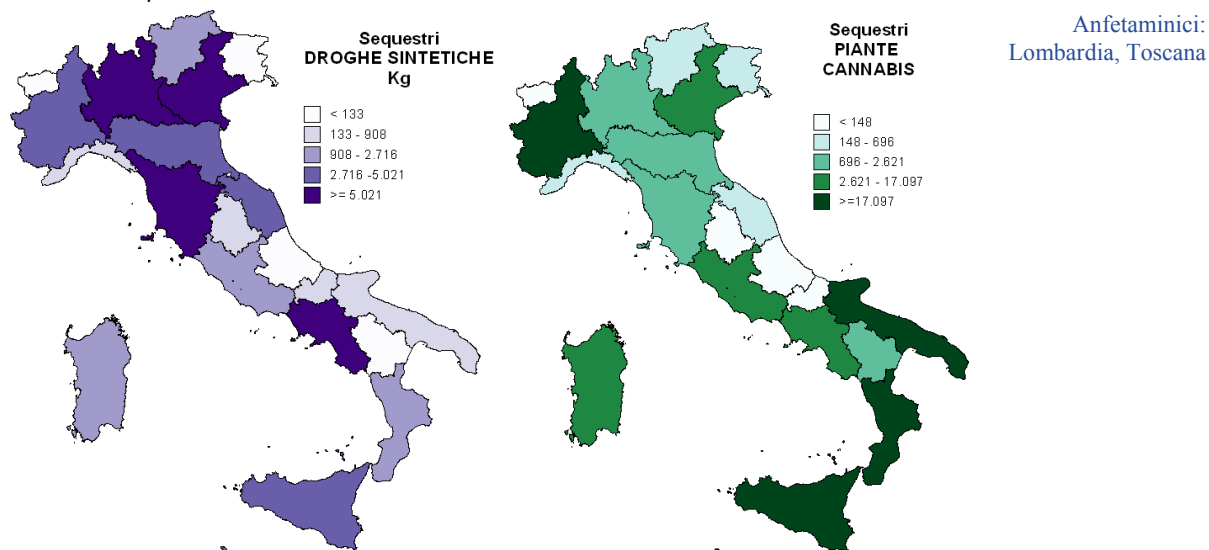 Sequestri
DROGHE SINTETICHE
Kg
< 133
133 - 908
908 - 2.716
2.716 -5.021
>= 5.021
Sequestri
PIANTE
CANNABIS
< 148
148 - 696
696 - 2.621
2.621 - 17.097
>=17.097
Anfetaminici:
Lombardia, Toscana